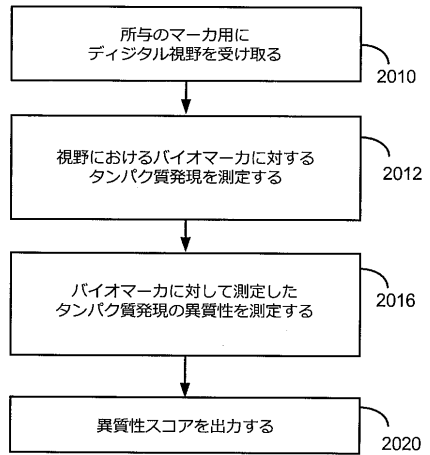 所与のマーカ用に
ディジタル視野を受け取る
2010
視野におけるバイオマーカに対する
タンパク質発現を測定する
2012
バイオマーカに対して測定した
タンパク質発現の異質性を測定する
2016
異質性スコアを出力する
2020